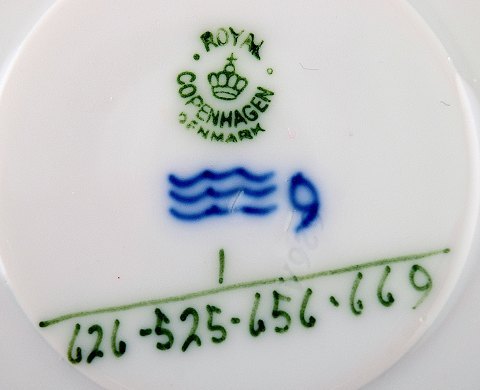 ROYAL
COPENHAGEN
DENMARK
9
1
626-525-656.669